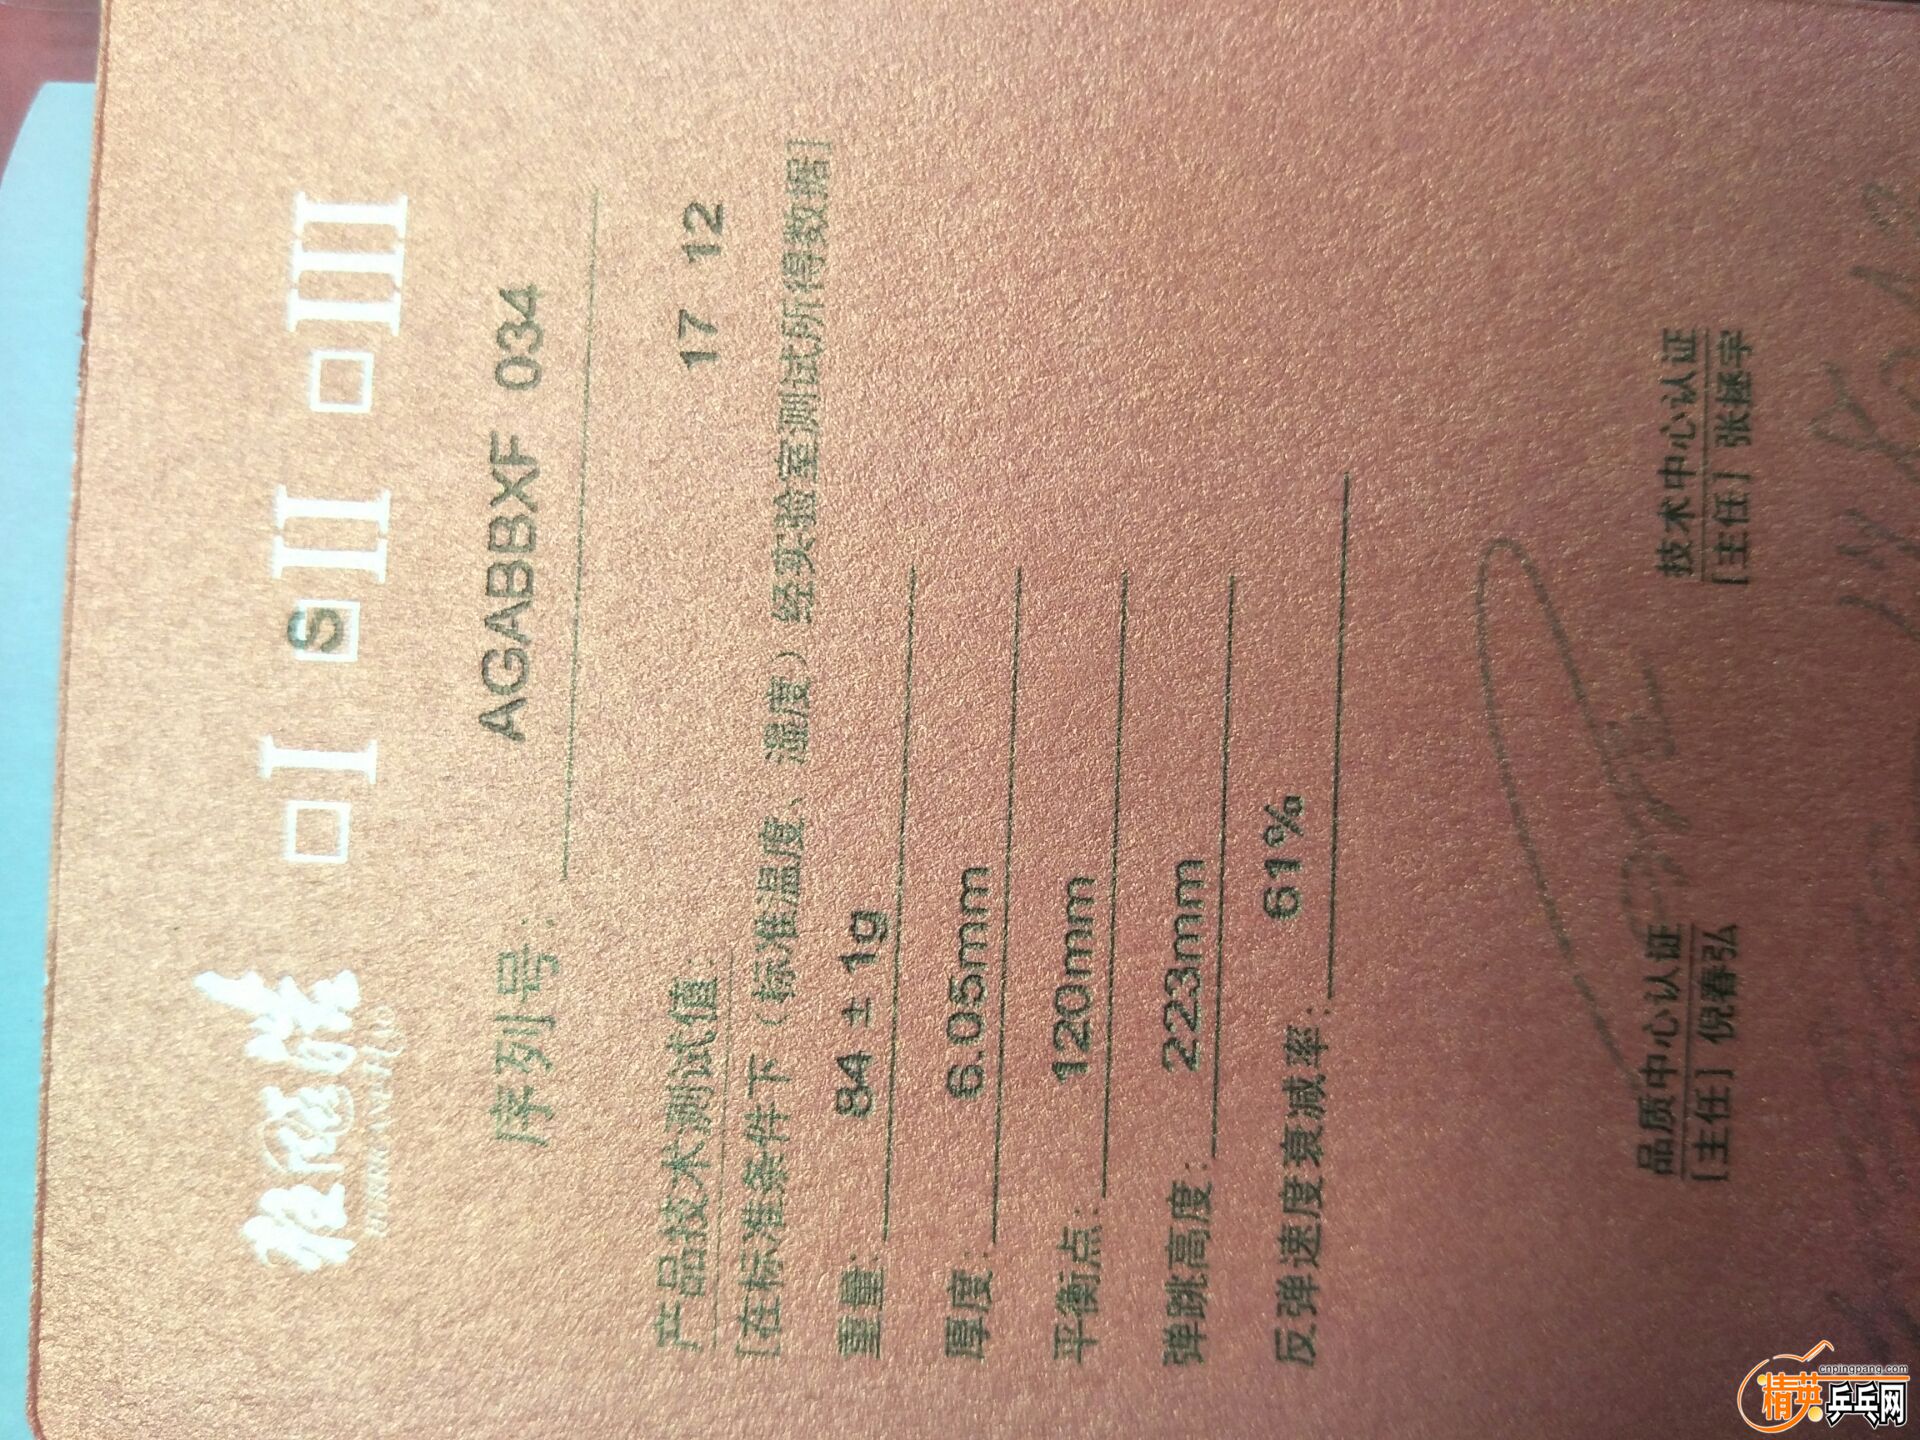 狂飚王
HURRICANE
□ I S II □ III
序列号: AGABBXF 034
产品技术测试值: 17 12
[在标准条件下（标准温度、湿度）经实验室测试所得数据]
重量: 84 ± 1g
厚度: 6.05mm
平衡点: 120mm
弹跳高度: 223mm
反弹速度衰减率: 61%
品质中心认证 技术中心认证
[主任] 倪春弘 [主任] 张拯宇
cnpingpang.com
精英乒乓网